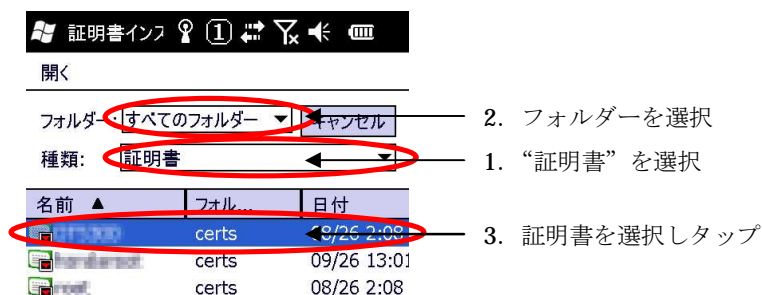 証明書インス 1
開く
フォルダー: すべてのフォルダー キャンセル
2. フォルダーを選択
種類: 証明書
1. “証明書” を選択
名前 ▲ フォル... 日付
certs 08/26 2:08
3. 証明書を選択しタップ
certs 09/26 13:01
certs 08/26 2:08